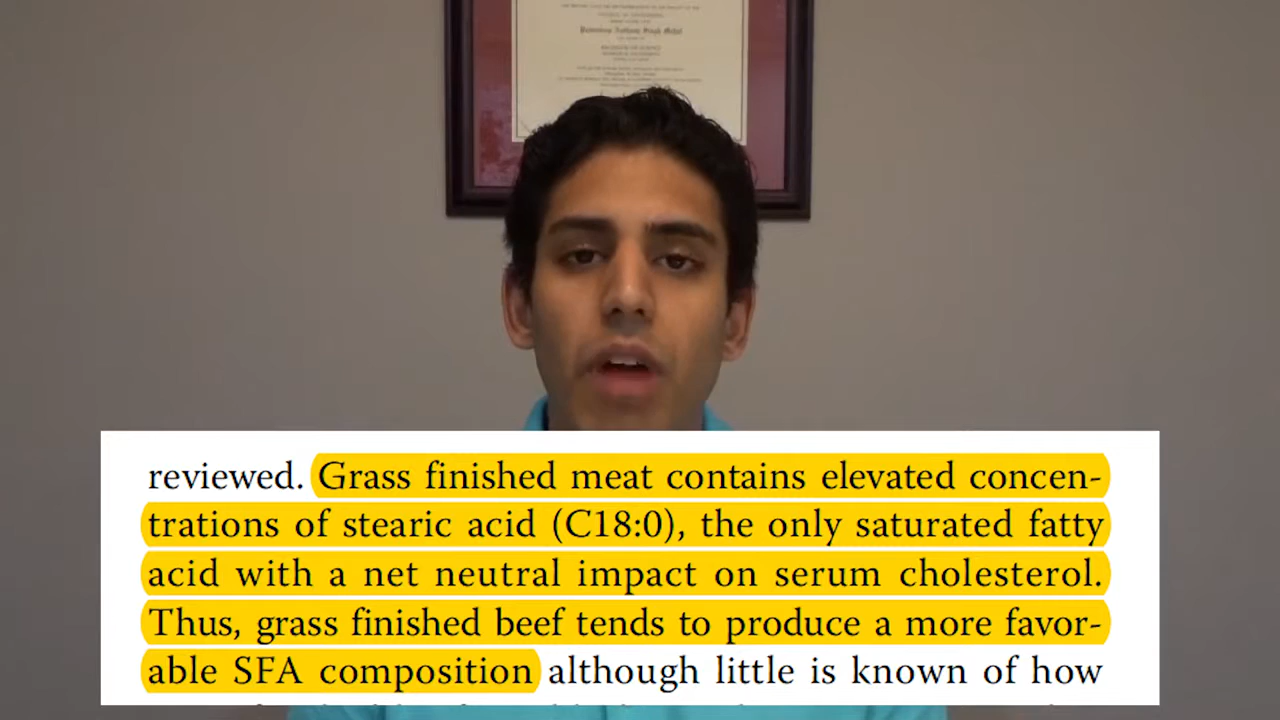 reviewed. Grass finished meat contains elevated concen-
trations of stearic acid (C18:0), the only saturated fatty
acid with a net neutral impact on serum cholesterol.
Thus, grass finished beef tends to produce a more favor-
able SFA composition although little is known of how